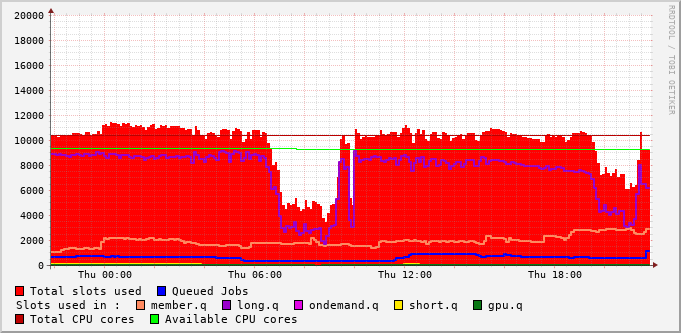 20000
18000
16000
14000
12000
10000
8000
6000
4000
2000
0
Thu 00:00 Thu 06:00 Thu 12:00 Thu 18:00
RRDTOOL / TOBI OETIKER
Total slots used Queued Jobs
Slots used in : member.q long.q ondemand.q short.q gpu.q
Total CPU cores Available CPU cores